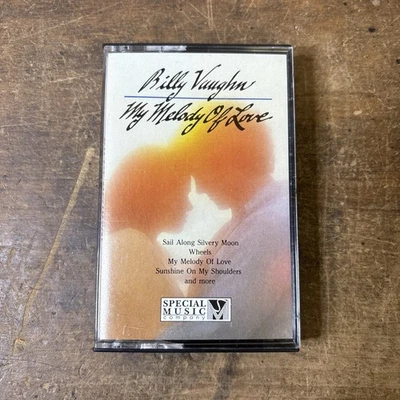 Billy Vaughn
My Melody Of Love
Sail Along Silvery Moon
Wheels
My Melody Of Love
Sunshine On My Shoulders
and more
SPECIAL
MUSIC
company